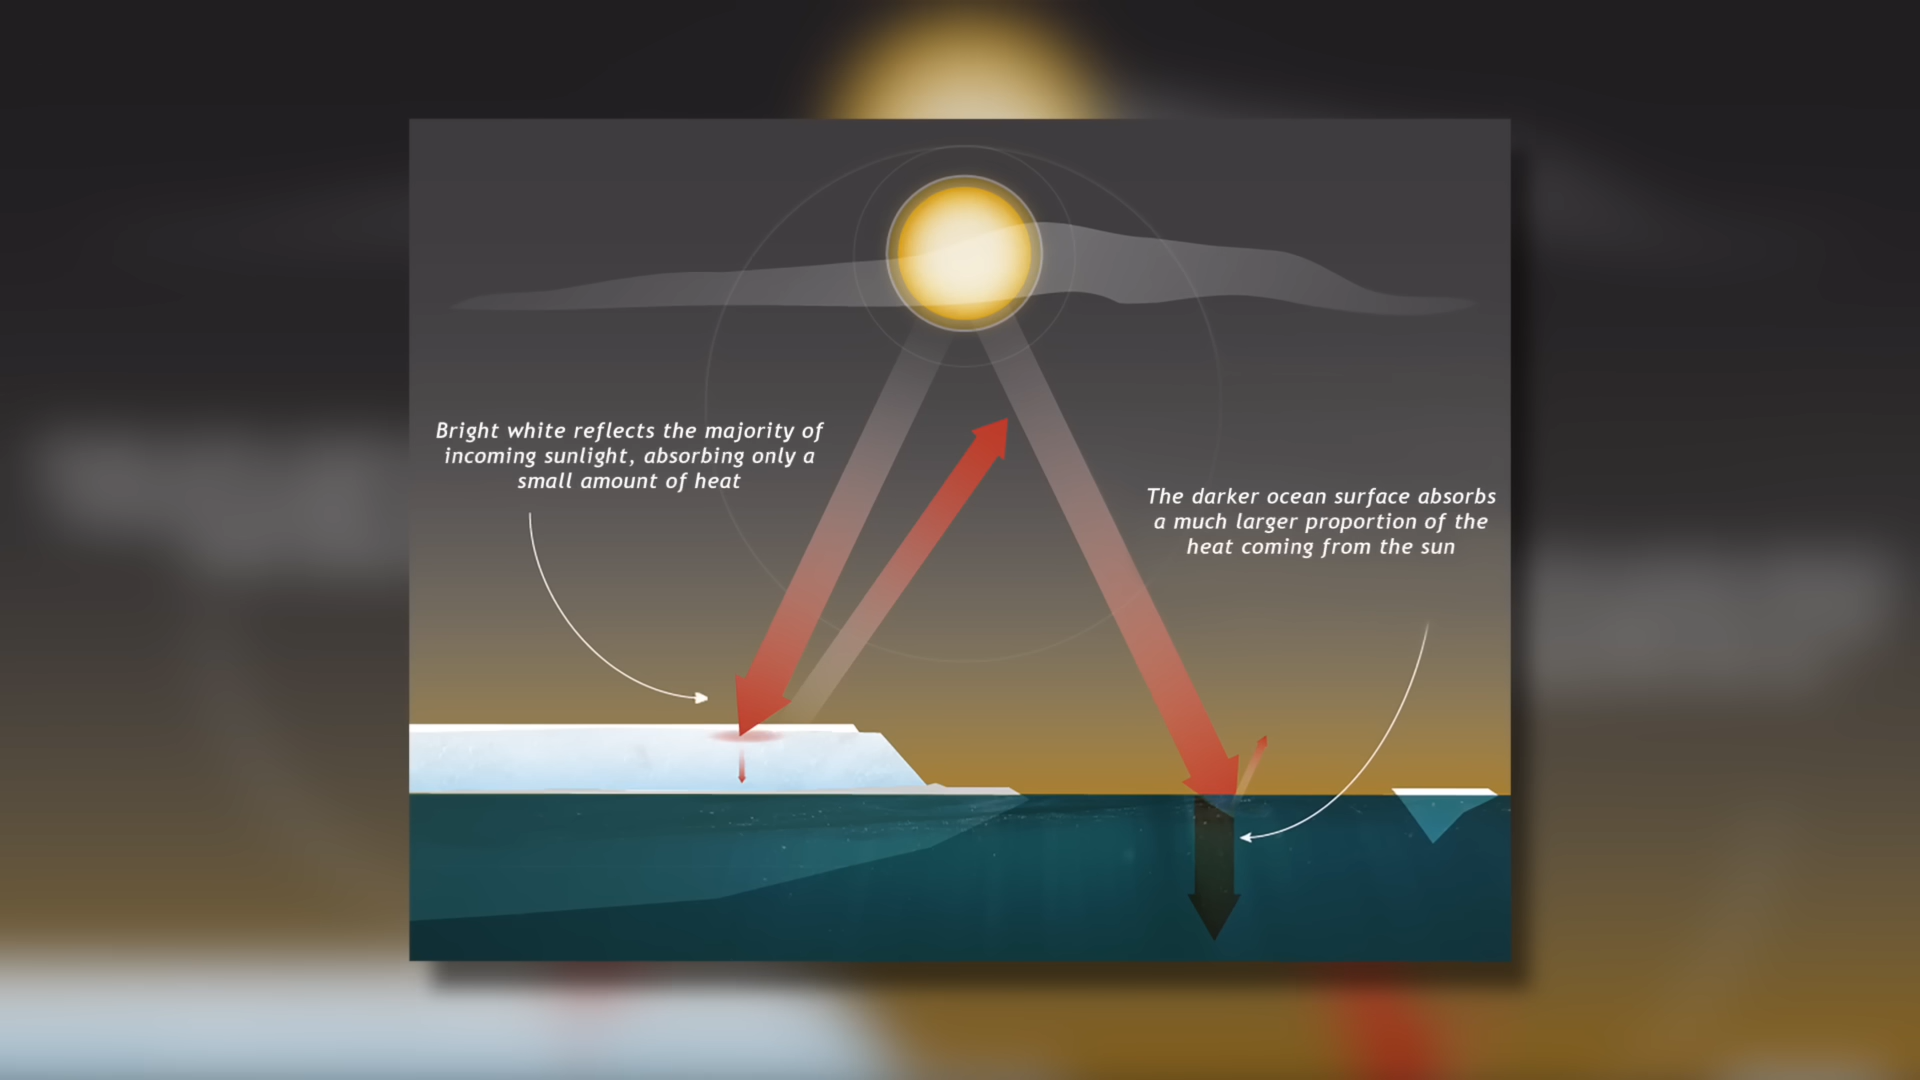 Bright white reflects the majority of
incoming sunlight, absorbing only a
small amount of heat
The darker ocean surface absorbs
a much larger proportion of the
heat coming from the sun